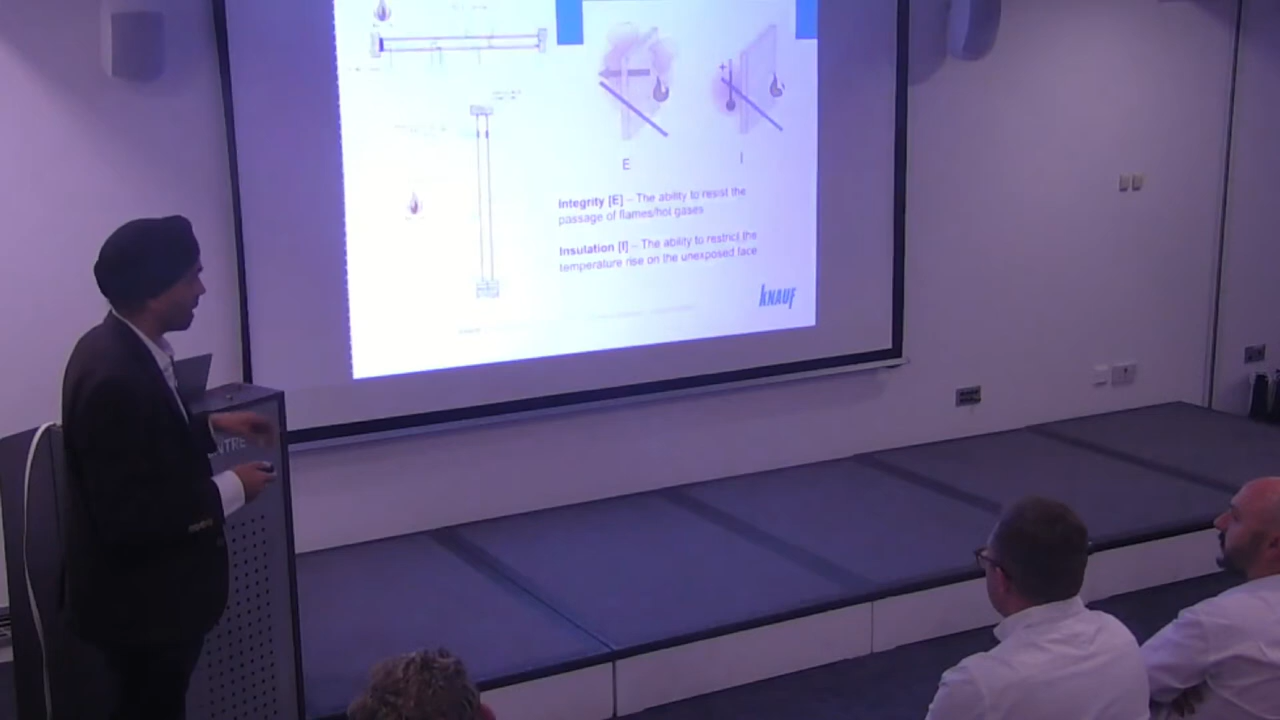 E
I
Integrity [E] – The ability to resist the
passage of flames/hot gases
Insulation [I] – The ability to restrict the
temperature rise on the unexposed face
KNAUF
NTRE